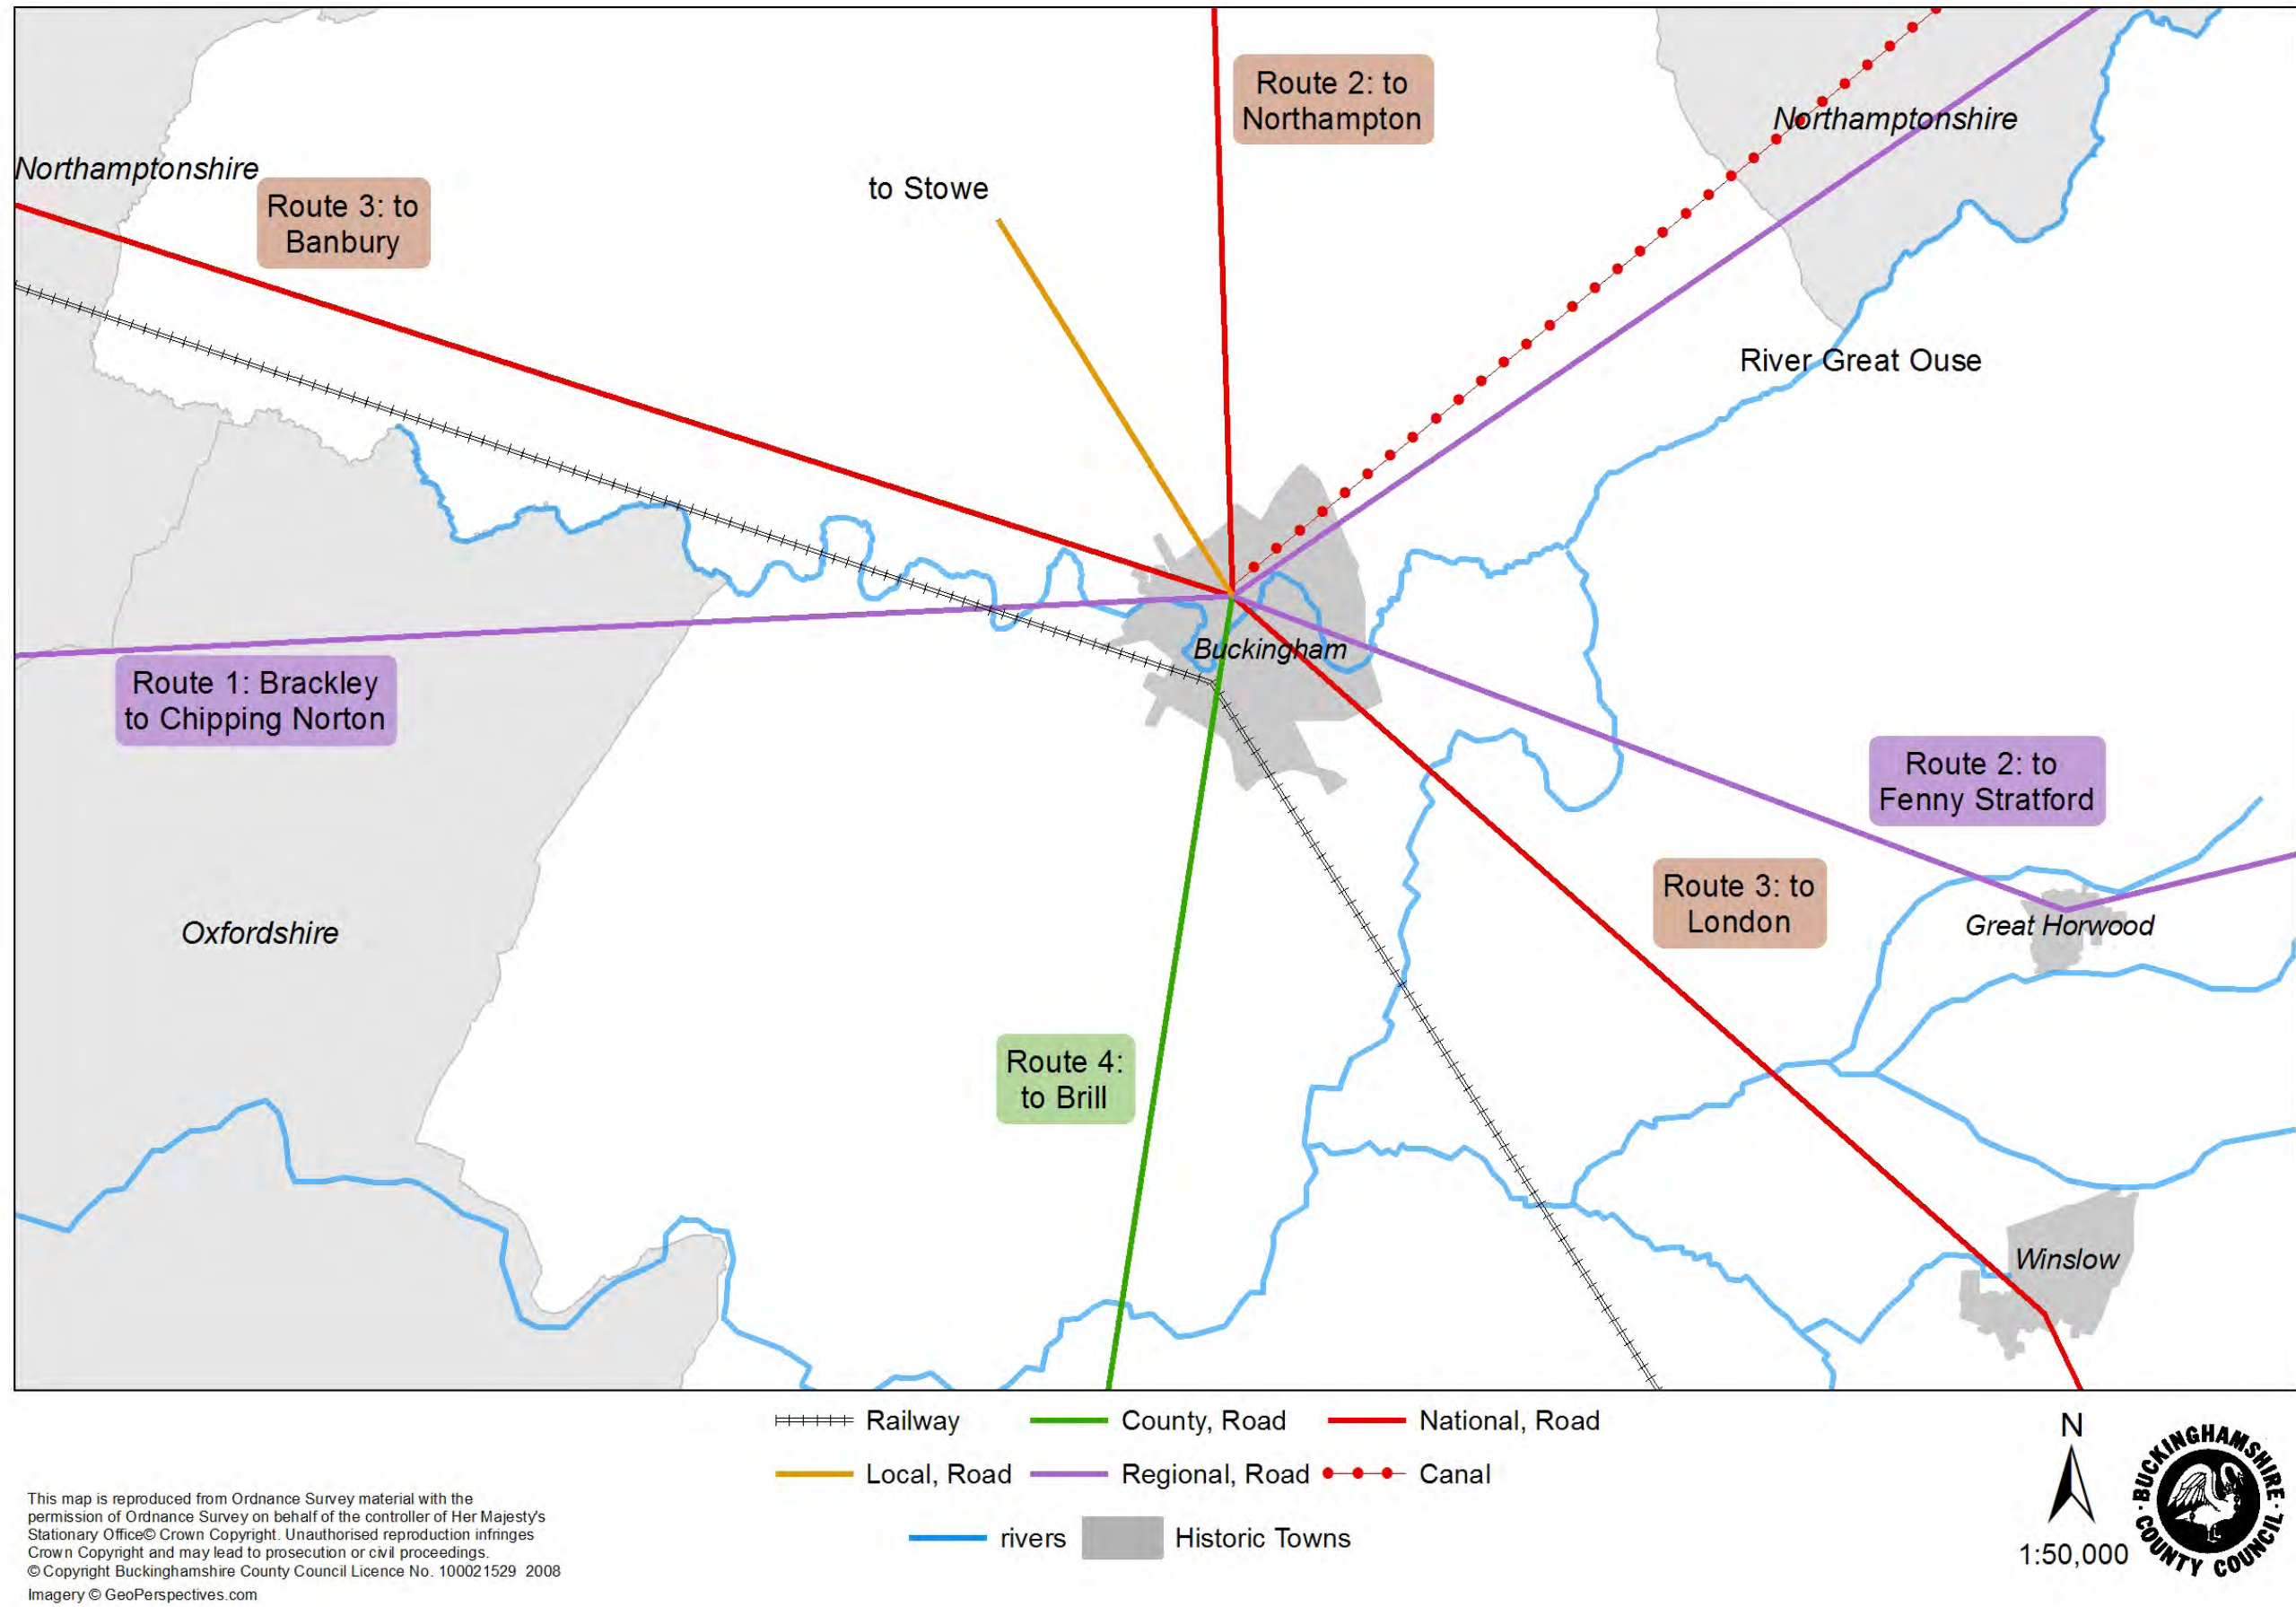 Route 2: to
Northampton
Northamptonshire
Northamptonshire
to Stowe
Route 3: to
Banbury
River Great Ouse
Buckingham
Route 1: Brackley
to Chipping Norton
Route 2: to
Fenny Stratford
Route 3: to
London
Great Horwood
Oxfordshire
Route 4:
to Brill
Winslow
Railway
County, Road
National, Road
Local, Road
Regional, Road
Canal
rivers
Historic Towns
N
1:50,000
BUCKINGHAMSHIRE
COUNTY COUNCIL
This map is reproduced from Ordnance Survey material with the
permission of Ordnance Survey on behalf of the controller of Her Majesty's
Stationary Office© Crown Copyright. Unauthorised reproduction infringes
Crown Copyright and may lead to prosecution or civil proceedings.
© Copyright Buckinghamshire County Council Licence No. 100021529 2008
Imagery © GeoPerspectives.com